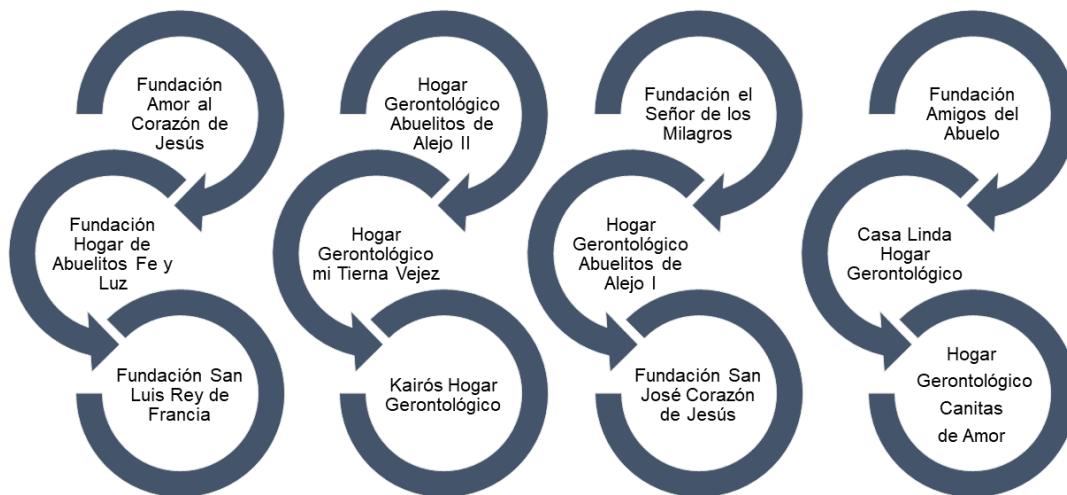 Fundación
Amor al
Corazón de
Jesús
Fundación
Hogar de
Abuelitos Fe y
Luz
Fundación San
Luis Rey de
Francia
Hogar
Gerontológico
Abuelitos de
Alejo II
Hogar
Gerontológico
mi Tierna Vejez
Kairós Hogar
Gerontológico
Fundación el
Señor de los
Milagros
Hogar
Gerontológico
Abuelitos de
Alejo I
Fundación San
José Corazón
de Jesús
Fundación
Amigos del
Abuelo
Casa Linda
Hogar
Gerontológico
Hogar
Gerontológico
Canitas
de Amor